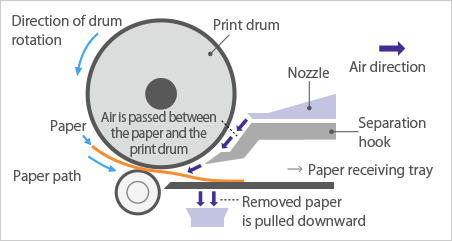 Direction of drum
rotation
Print drum
Air direction
Nozzle
Air is passed between
the paper and the
print drum
Paper
Separation
hook
Paper path
Paper receiving tray
Removed paper
is pulled downward